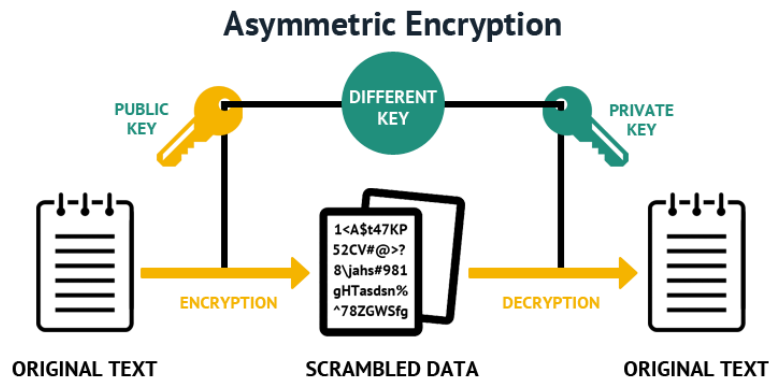 Asymmetric Encryption
PUBLIC
KEY
DIFFERENT
KEY
PRIVATE
KEY
1<A$t47KP
52CV#@>?
8\jahs#981
gHTasdsn%
^78ZGWSfg
ENCRYPTION
DECRYPTION
ORIGINAL TEXT
SCRAMBLED DATA
ORIGINAL TEXT